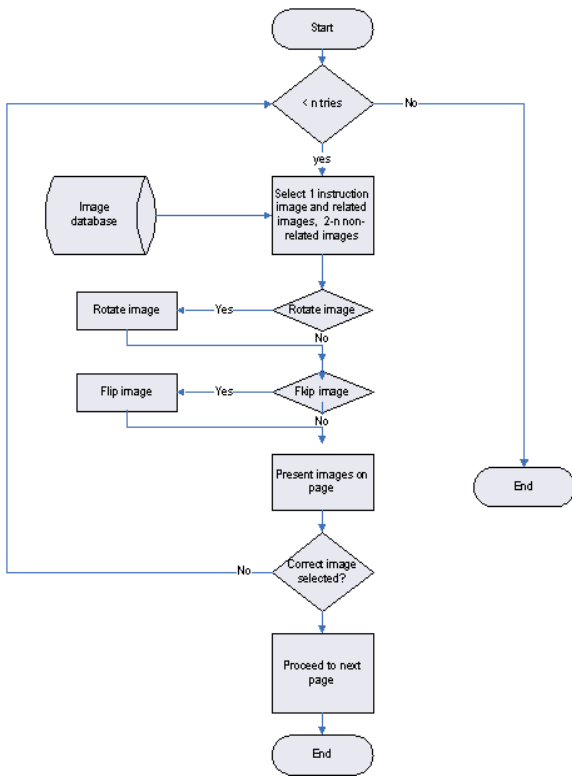 Start
< n tries
No
yes
Image
database
Select 1 instruction
image and related
images, 2-n non-
related images
Rotate image
Yes
Rotate image
No
Flip image
Yes
Fkip image
No
Present images on
page
End
Correct image
selected?
No
Proceed to next
page
End